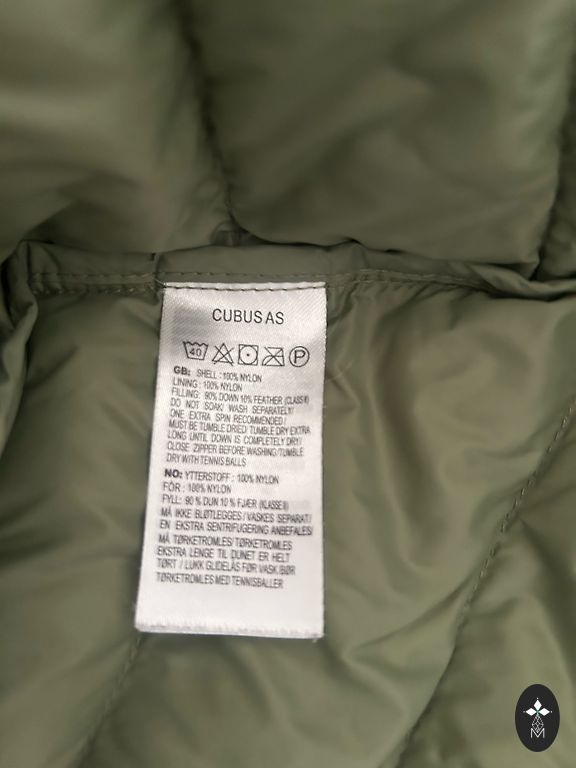 CUBUS AS
40 P
GB: SHELL : 100% NYLON
LINING : 100% NYLON
FILLING: 90% DOWN 10% FEATHER (CLASS II)
DO NOT SOAK/ WASH SEPARATELY/
ONE EXTRA SPIN RECOMMENDED/
MUST BE TUMBLE DRIED/ TUMBLE DRY EXTRA
LONG UNTIL DOWN IS COMPLETELY DRY/
CLOSE ZIPPER BEFORE WASHING/TUMBLE
DRY WITH TENNIS BALLS
NO: YTTERSTOFF : 100% NYLON
FÔR : 100% NYLON
FYLL: 90 % DUN 10 % FJÆR (KLASSE II)
MÅ IKKE BLØTLEGGES / VASKES SEPARAT/
EN EKSTRA SENTRIFUGERING ANBEFALES/
MÅ TØRKETROMLES/ TØRKETROMLES
EKSTRA LENGE TIL DUNET ER HELT
TØRT / LUKK GLIDELÅS FØR VASK BØR
TØRKETROMLES MED TENNISBALLER
M